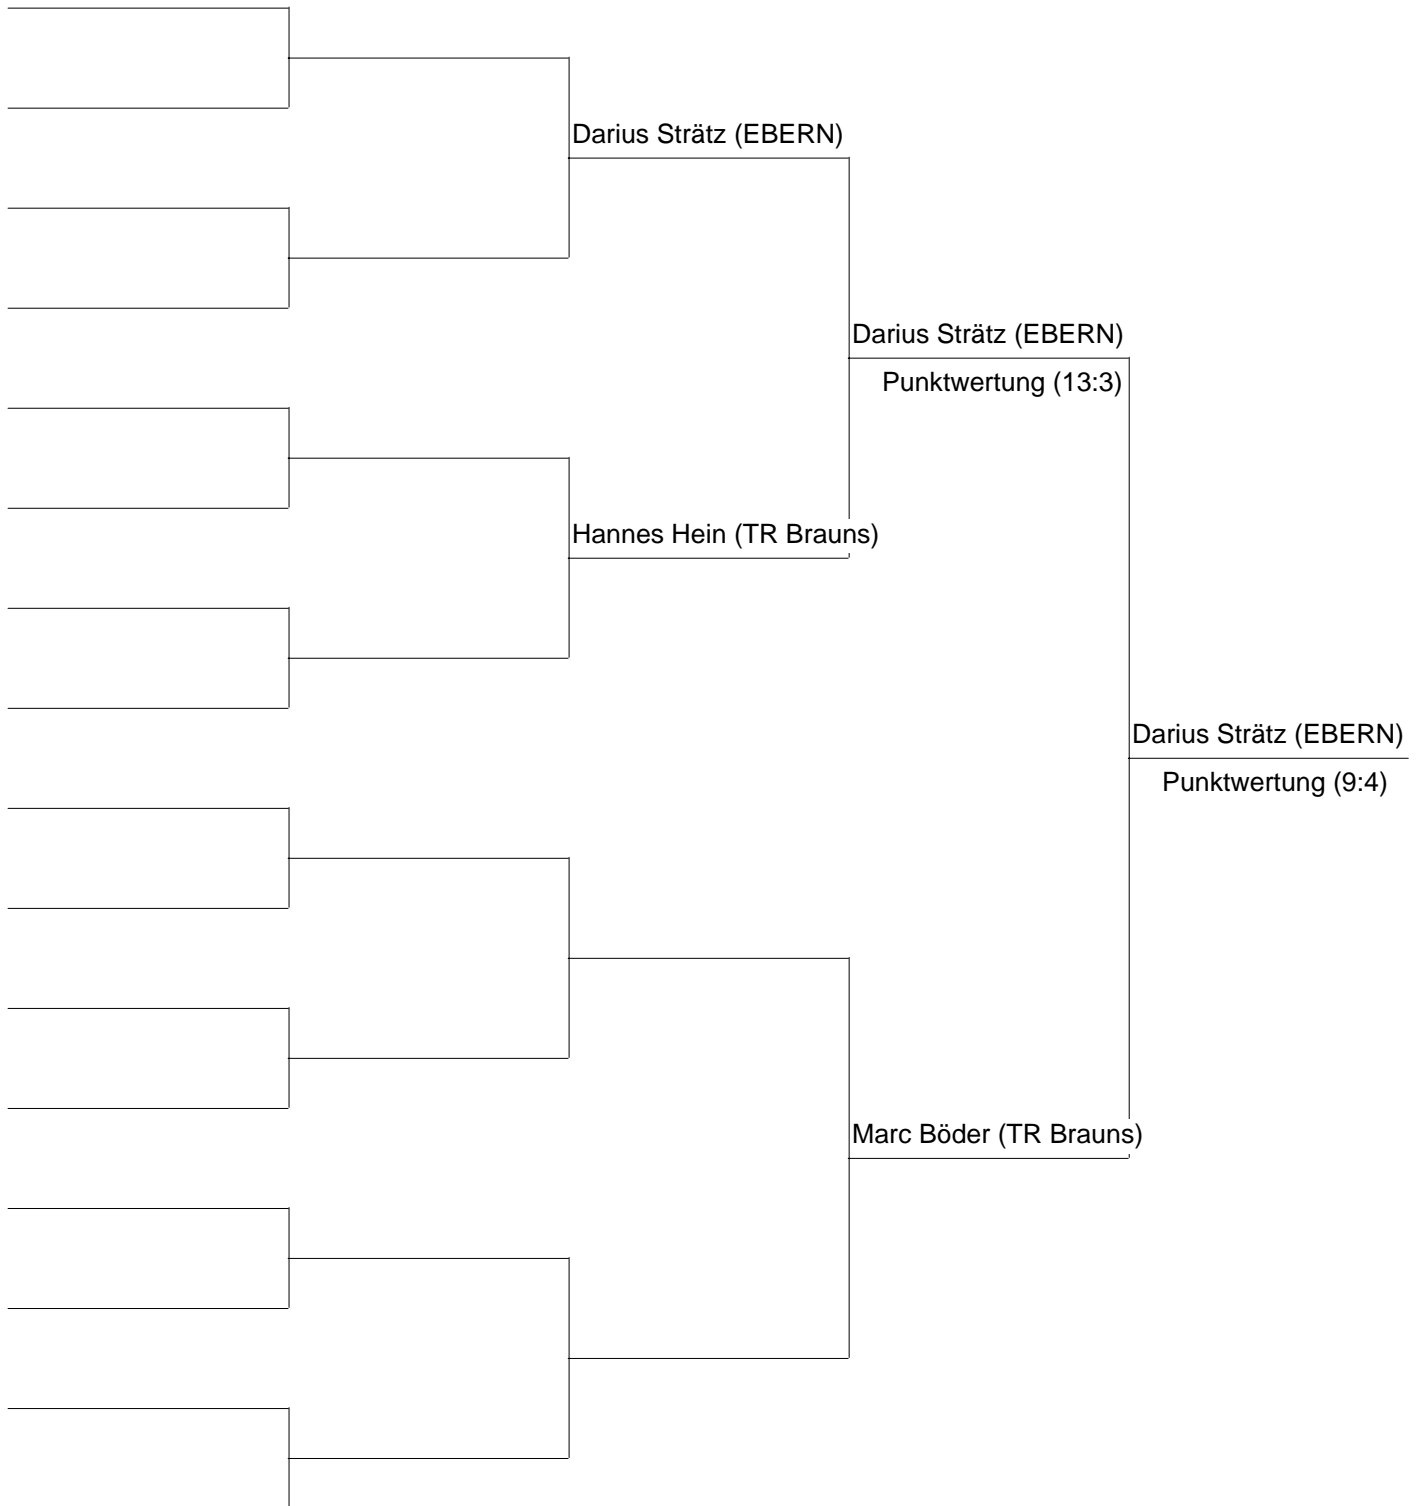 Darius Strätz (EBERN)
Darius Strätz (EBERN)
Punktwertung (13:3)
Hannes Hein (TR Brauns)
Darius Strätz (EBERN)
Punktwertung (9:4)
Marc Böder (TR Brauns)